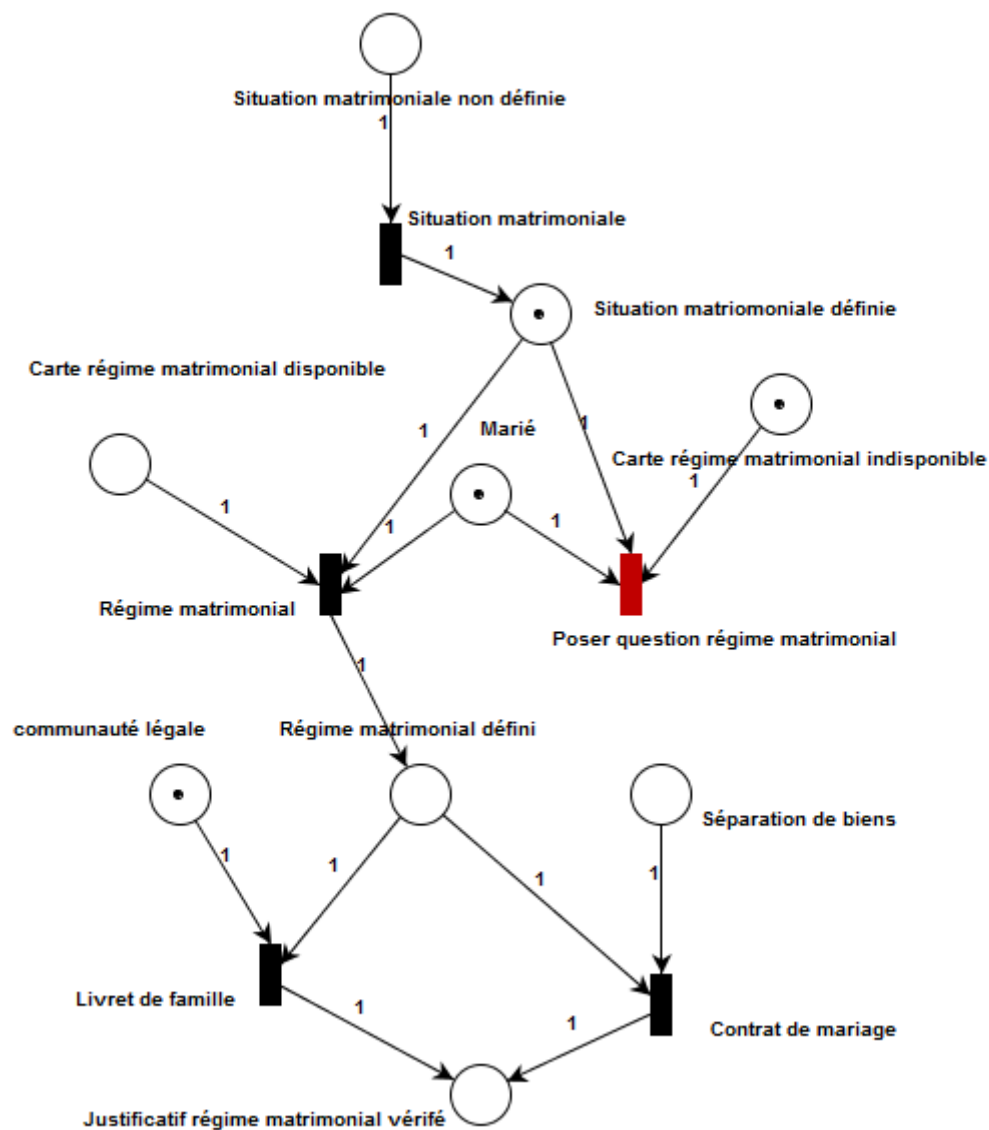 Situation matrimoniale non définie
1
Situation matrimoniale
1
Situation matriomoniale définie
Carte régime matrimonial disponible
1
Marié
1
Carte régime matrimonial indisponible
1
1
1
1
Régime matrimonial
Poser question régime matrimonial
1
communauté légale
Régime matrimonial défini
Séparation de biens
1
1
1
1
Livret de famille
1
1
Contrat de mariage
Justificatif régime matrimonial vérifé